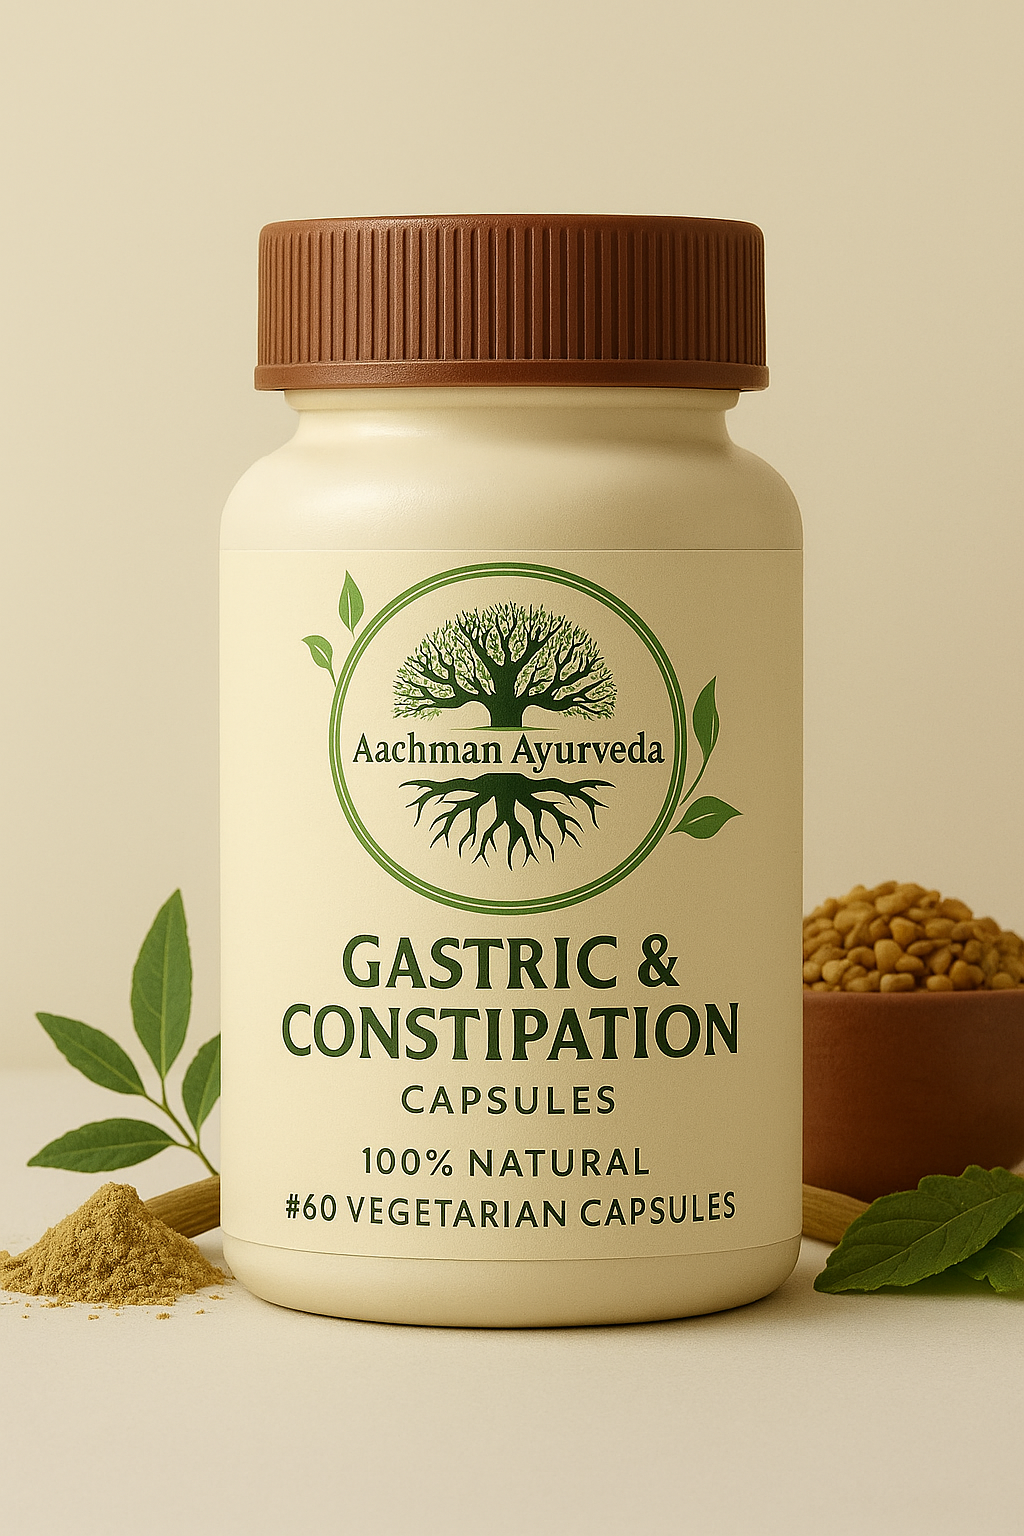 Aachman Ayurveda
GASTRIC &
CONSTIPATION
CAPSULES
100% NATURAL
#60 VEGETARIAN CAPSULES